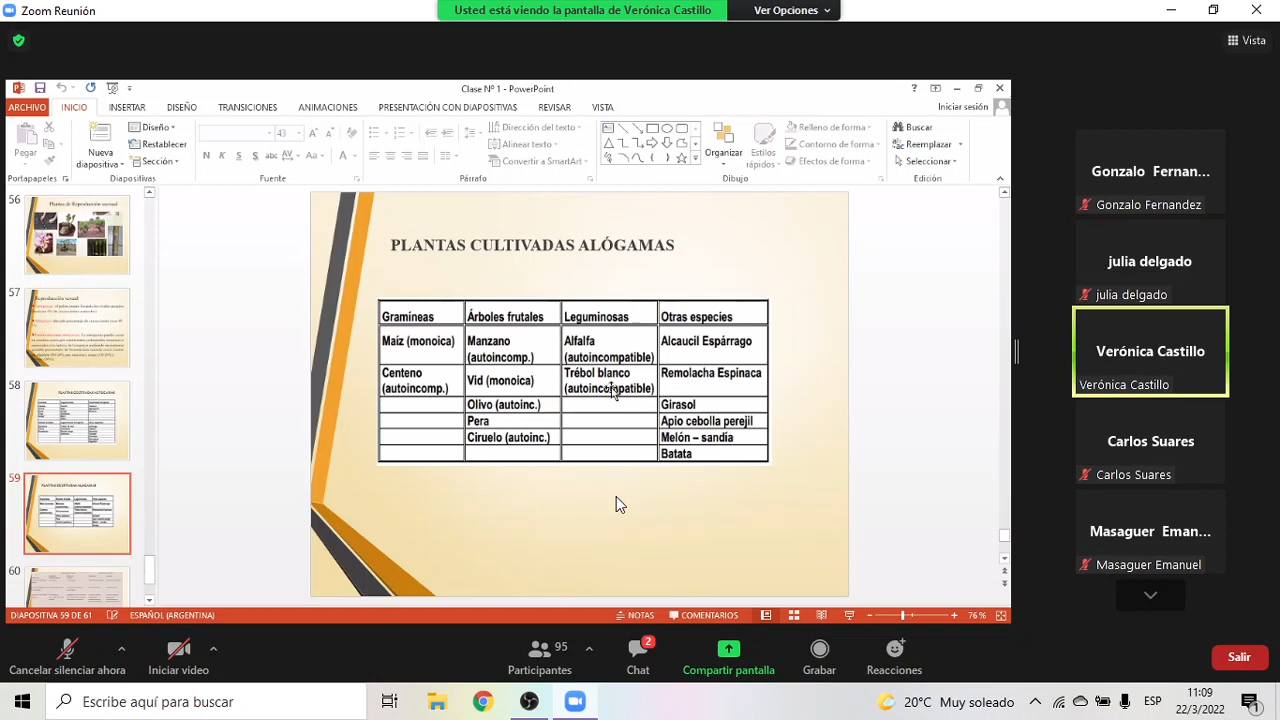 Zoom Reunión
Usted está viendo la pantalla de Verónica Castillo
Ver Opciones
Vista
Clase Nº 1 - PowerPoint
ARCHIVO INICIO INSERTAR DISEÑO TRANSICIONES ANIMACIONES PRESENTACIÓN CON DIAPOSITIVAS REVISAR VISTA
Iniciar sesión
Pegar
Nueva diapositiva
Diseño
Restablecer
Sección
43
N K S S abc AV Aa A
Dirección del texto
Alinear texto
Convertir a SmartArt
Organizar
Estilos rápidos
Relleno de forma
Contorno de forma
Efectos de forma
Buscar
Reemplazar
Seleccionar
Portapapeles Diapositivas Fuente Párrafo Dibujo Edición
56
57
58
59
60
PLANTAS CULTIVADAS ALÓGAMAS
Gramíneas Árboles frutales Leguminosas Otras especies
Maíz (monoica) Manzano (autoincomp.) Alfalfa (autoincompatible) Alcaucil Espárrago
Centeno (autoincomp.) Vid (monoica) Trébol blanco (autoincompatible) Remolacha Espinaca
Olivo (autoinc.) Girasol
Pera Apio cebolla perejil
Ciruelo (autoinc.) Melón – sandía
Batata
DIAPOSITIVA 59 DE 61 ESPAÑOL (ARGENTINA) NOTAS COMENTARIOS 76 %
Gonzalo Fernan...
Gonzalo Fernandez
julia delgado
julia delgado
Verónica Castillo
Verónica Castillo
Carlos Suares
Carlos Suares
Masaguer Eman...
Masaguer Emanuel
Cancelar silenciar ahora
Iniciar video
95
Participantes
2
Chat
Compartir pantalla
Grabar
Reacciones
Salir
Escribe aquí para buscar
20°C Muy soleado
ESP
11:09
22/3/2022
1